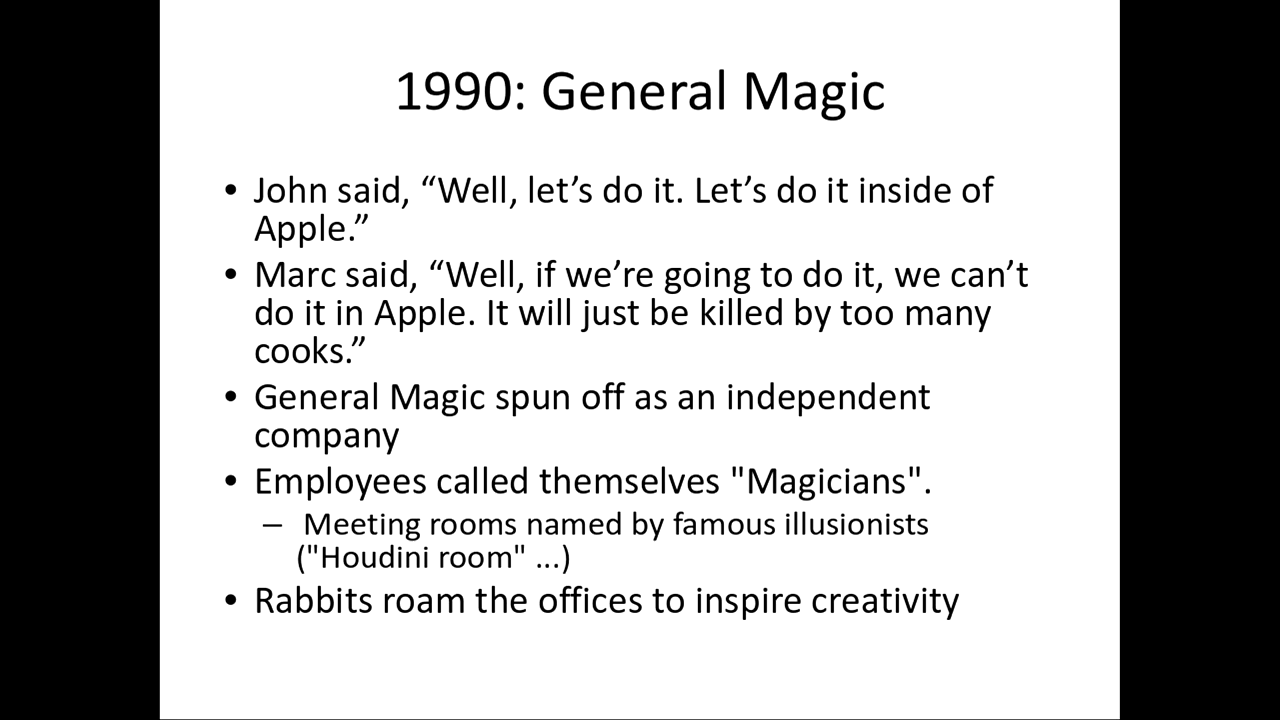 1990: General Magic
• John said, “Well, let’s do it. Let’s do it inside of
Apple.”
• Marc said, “Well, if we’re going to do it, we can’t
do it in Apple. It will just be killed by too many
cooks.”
• General Magic spun off as an independent
company
• Employees called themselves "Magicians".
– Meeting rooms named by famous illusionists
("Houdini room" ...)
• Rabbits roam the offices to inspire creativity